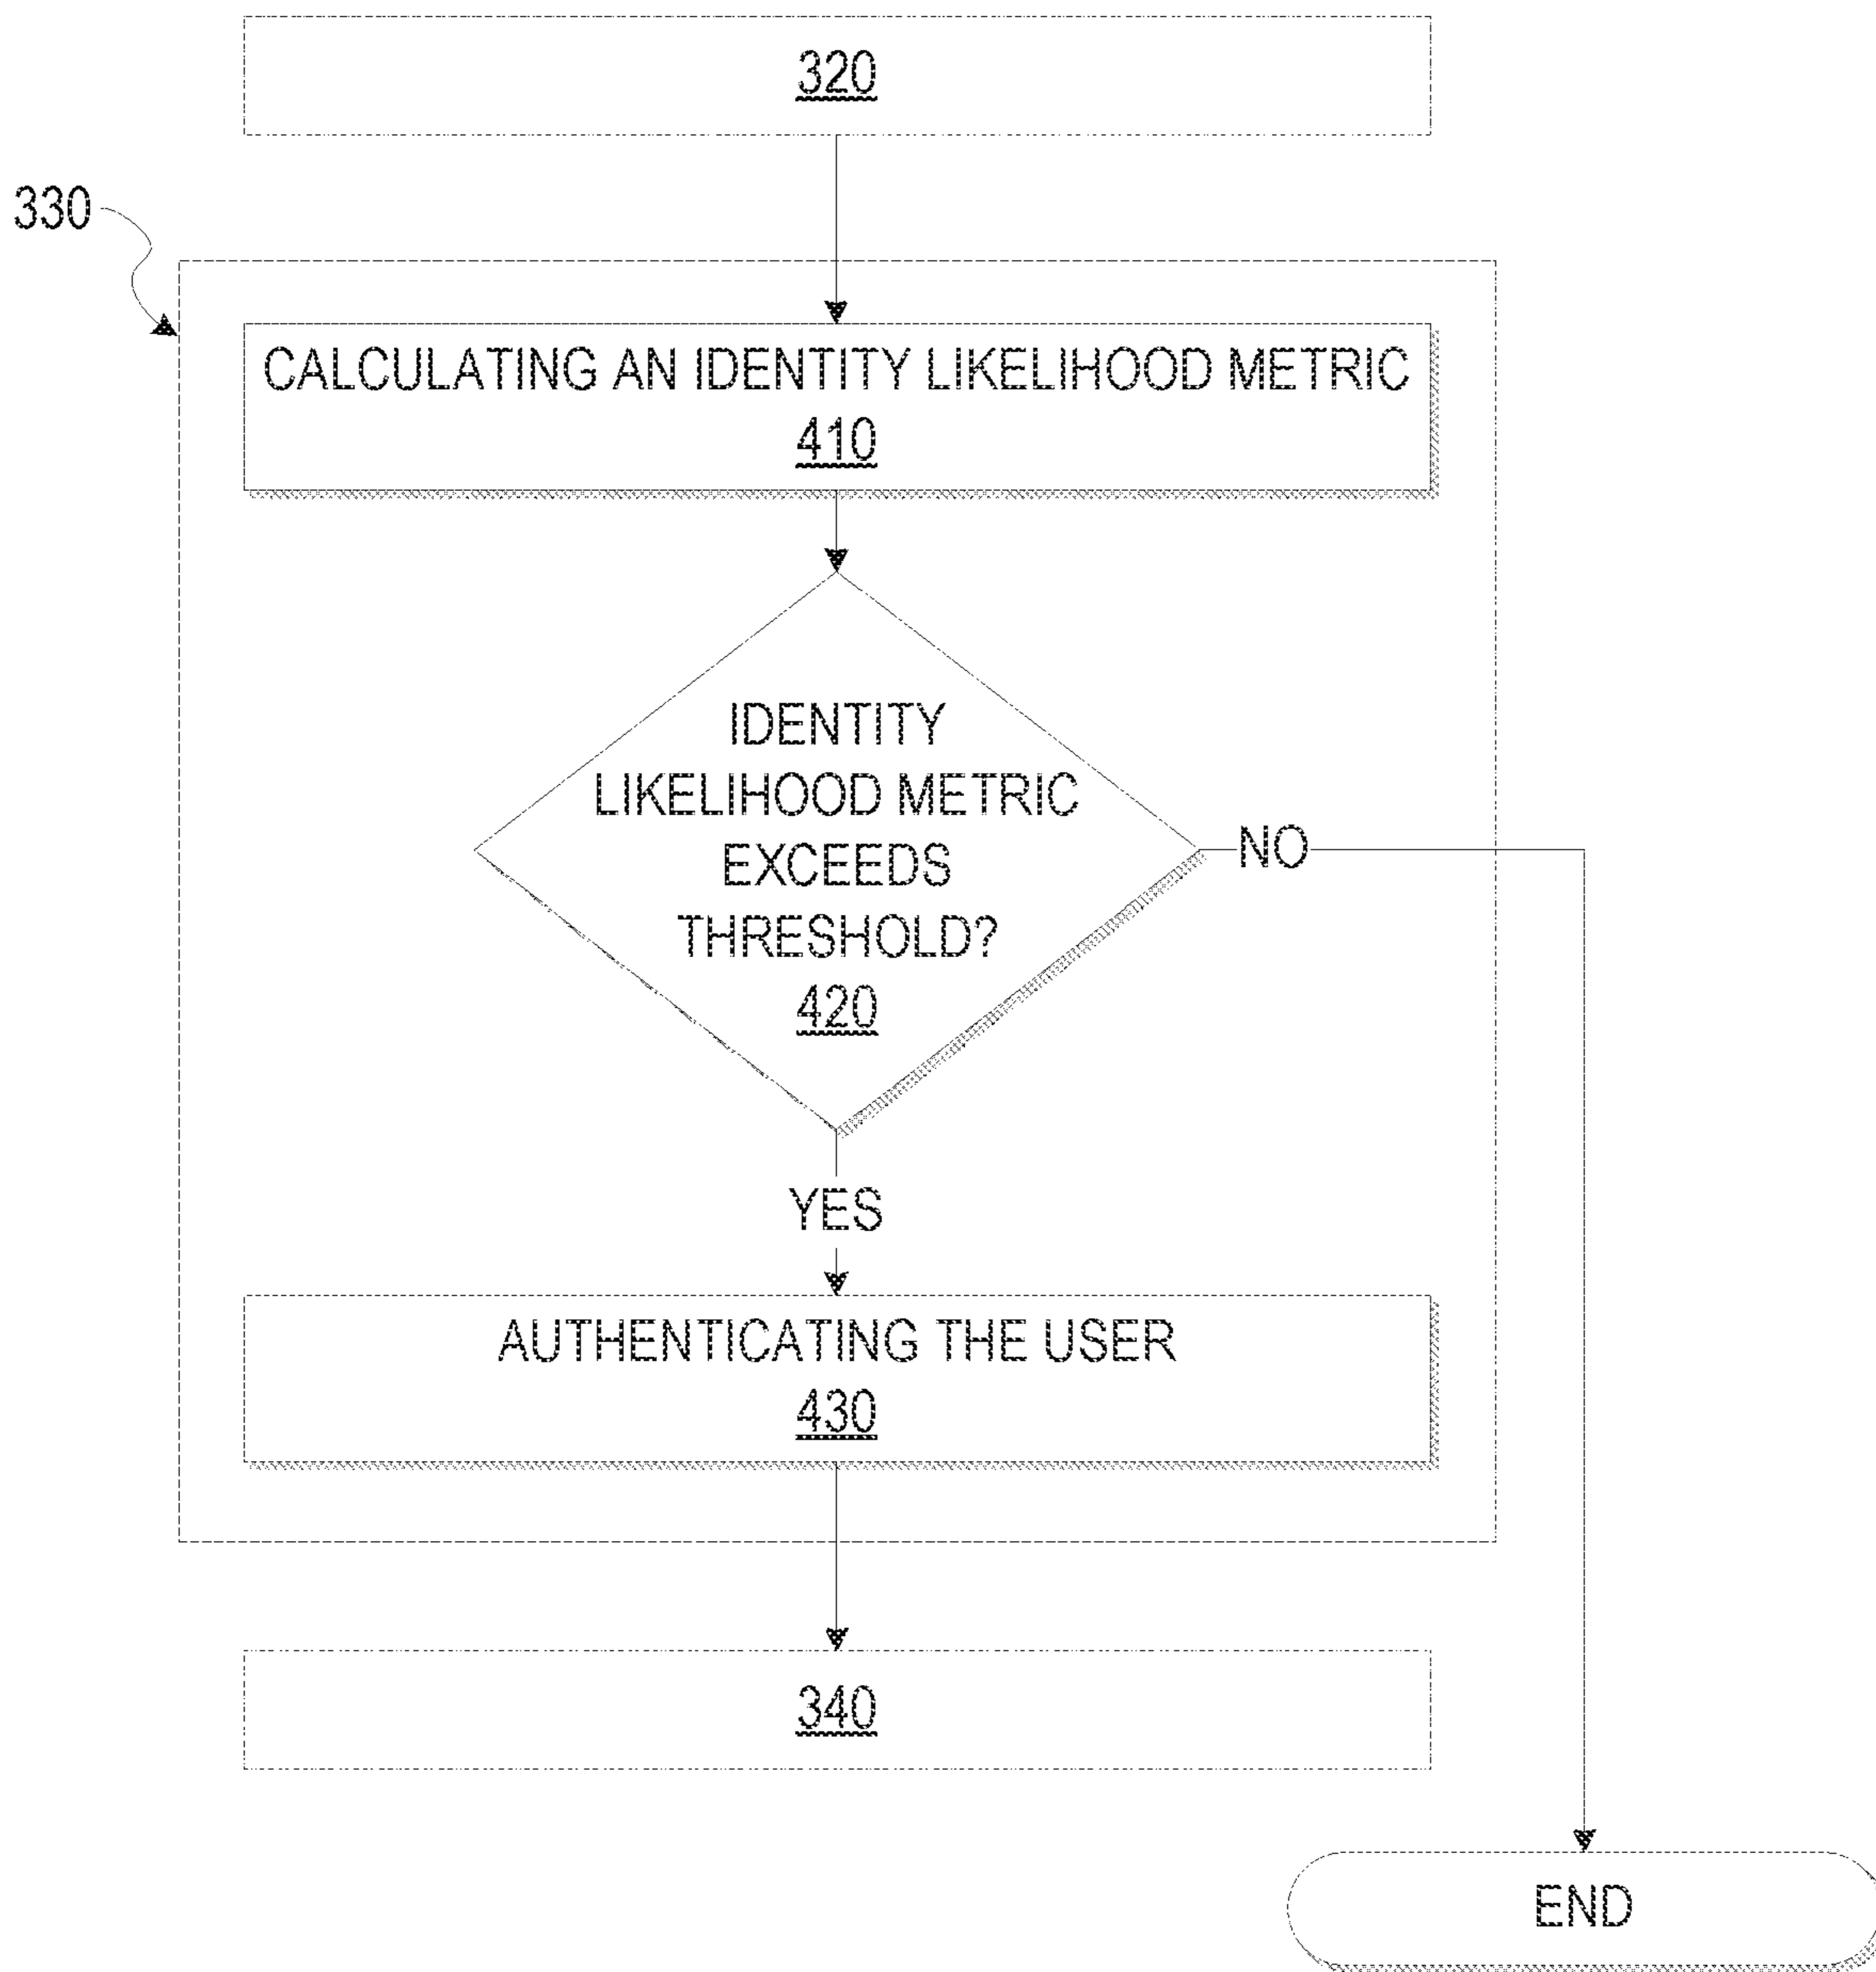 320
330
CALCULATING AN IDENTITY LIKELIHOOD METRIC
410
IDENTITY
LIKELIHOOD METRIC
EXCEEDS
THRESHOLD?
420
NO
YES
AUTHENTICATING THE USER
430
340
END